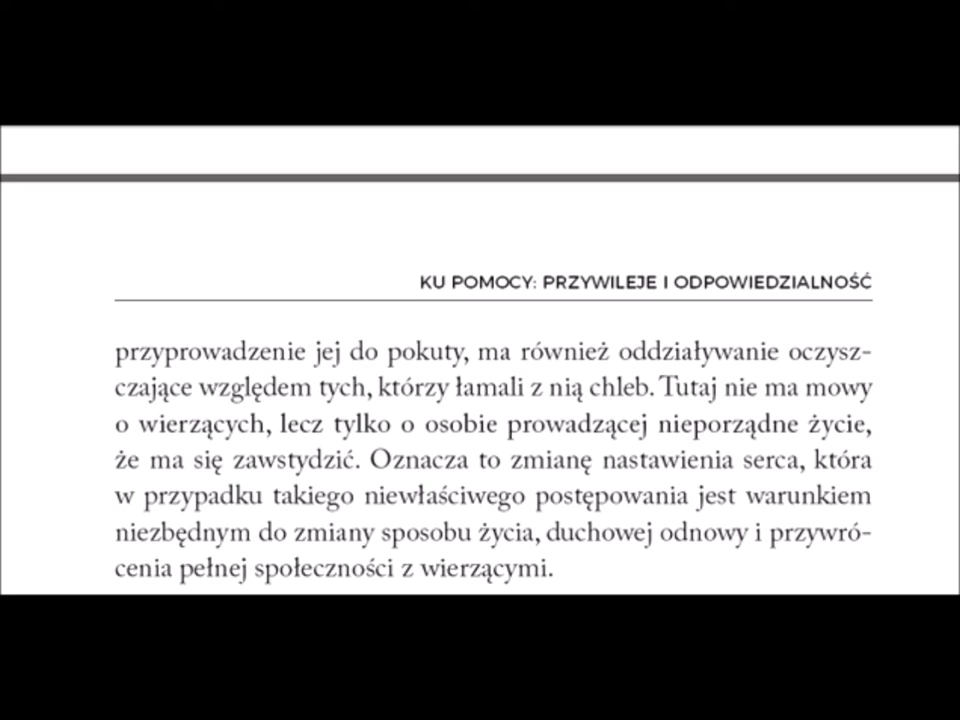 KU POMOCY: PRZYWILEJE I ODPOWIEDZIALNOŚĆ
przyprowadzenie jej do pokuty, ma również oddziaływanie oczysz-
czające względem tych, którzy łamali z nią chleb. Tutaj nie ma mowy
o wierzących, lecz tylko o osobie prowadzącej nieporządne życie,
że ma się zawstydzić. Oznacza to zmianę nastawienia serca, która
w przypadku takiego niewłaściwego postępowania jest warunkiem
niezbędnym do zmiany sposobu życia, duchowej odnowy i przywró-
cenia pełnej społeczności z wierzącymi.